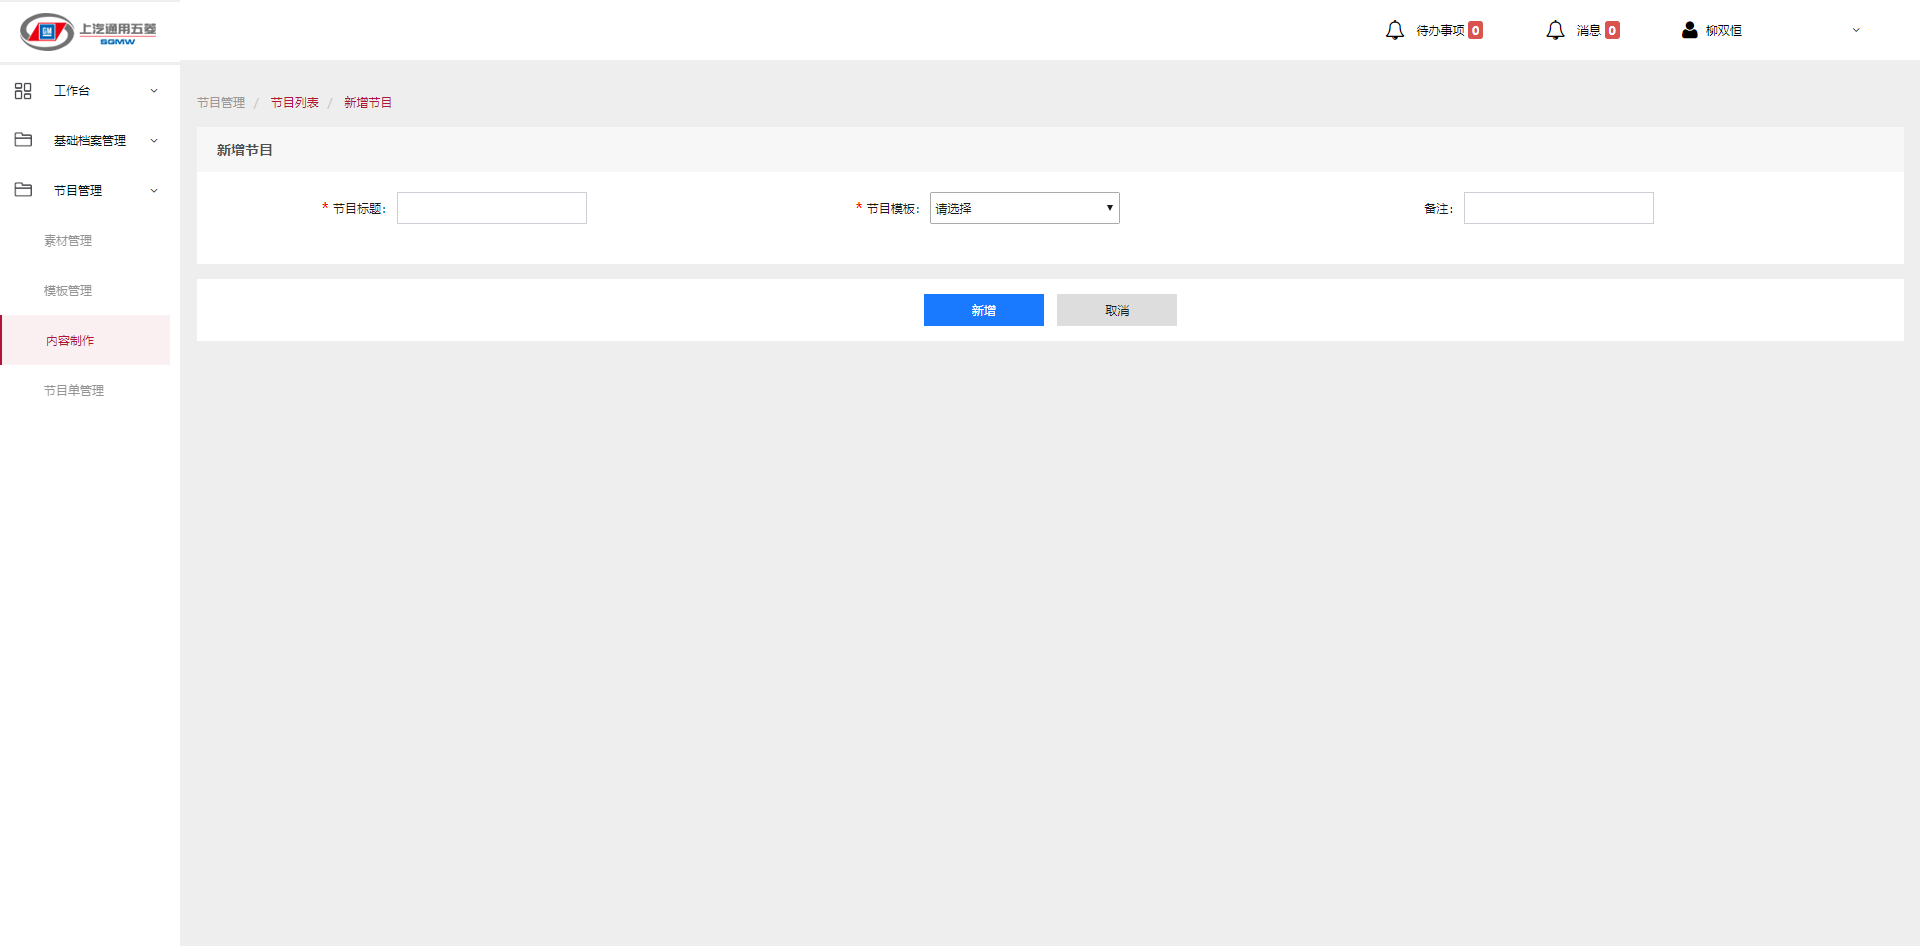 上汽通用五菱
SGMW
待办事项 0
消息 0
柳双恒
工作台
基础档案管理
节目管理
素材管理
模板管理
内容制作
节目单管理
节目管理 / 节目列表 / 新增节目
新增节目
* 节目标题:
* 节目模板: 请选择
备注:
新增
取消